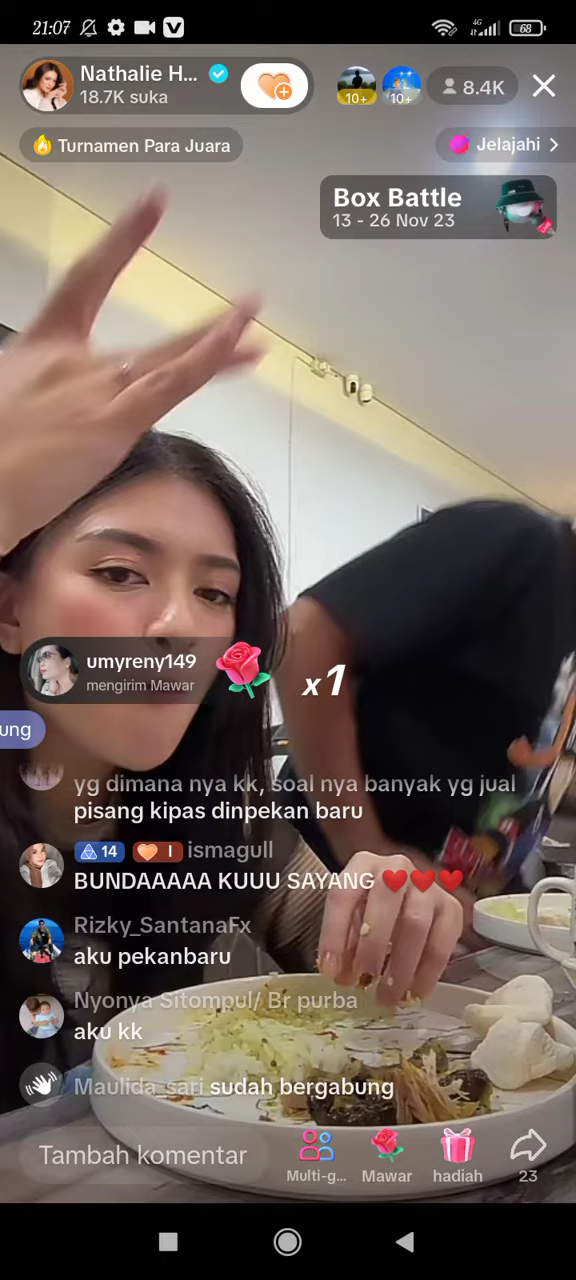 21:07
4G
68
Nathalie H...
18.7K suka
10+
10+
8.4K
Turnamen Para Juara
Jelajahi
Box Battle
13 - 26 Nov 23
umyreny149
mengirim Mawar
x1
ung
yg dimana nya kk, soal nya banyak yg jual
pisang kipas dinpekan baru
14 I ismagull
BUNDAAAAA KUUU SAYANG ❤️❤️❤️
Rizky_SantanaFx
aku pekanbaru
Nyonya Sitompul/ Br purba
aku kk
Maulida_sari sudah bergabung
Tambah komentar
Multi-g...
Mawar
hadiah
23